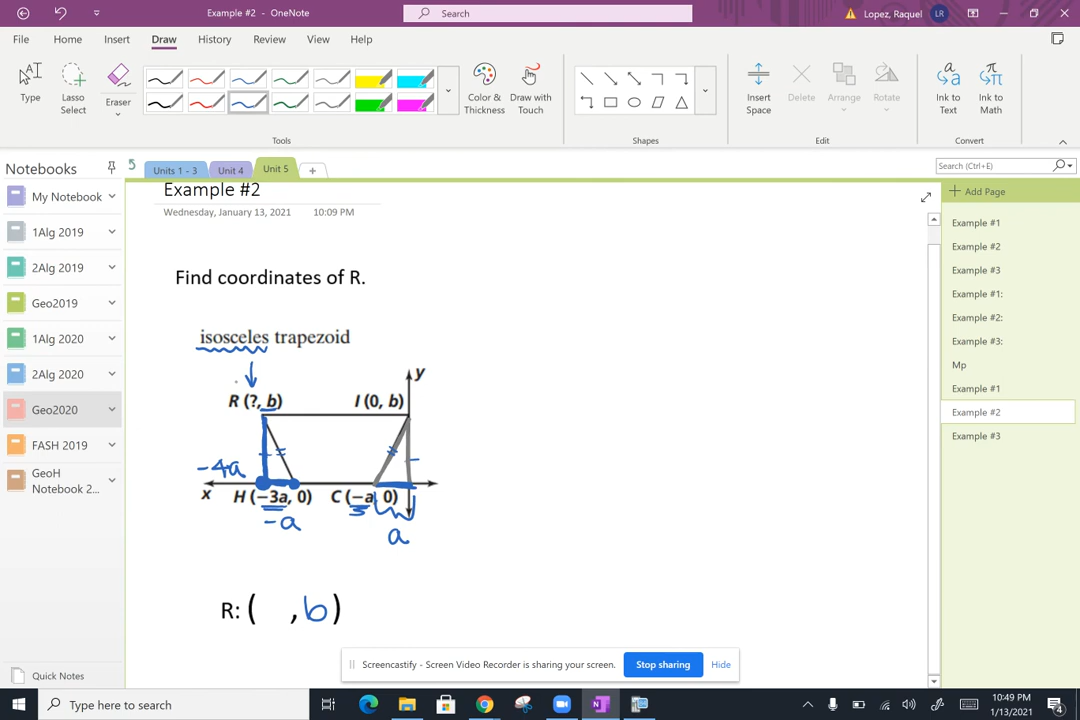 Example #2 - OneNote
Search
Lopez, Raquel
LR
File
Home
Insert
Draw
History
Review
View
Help
Type
Lasso Select
Eraser
Color & Thickness
Draw with Touch
Insert Space
Delete
Arrange
Rotate
Ink to Text
Ink to Math
Tools
Shapes
Edit
Convert
Notebooks
Units 1 - 3
Unit 4
Unit 5
+
Search (Ctrl+E)
My Notebook
1Alg 2019
2Alg 2019
Geo2019
1Alg 2020
2Alg 2020
Geo2020
FASH 2019
GeoH Notebook 2...
Quick Notes
Example #2
Wednesday, January 13, 2021
10:09 PM
Find coordinates of R.
isosceles trapezoid
y
R (?, b)
I (0, b)
-4a
x
H (−3a, 0)
C (−a, 0)
-a
a
R: ( , b)
Add Page
Example #1
Example #2
Example #3
Example #1:
Example #2:
Example #3:
Mp
Example #1
Example #2
Example #3
Screencastify - Screen Video Recorder is sharing your screen.
Stop sharing
Hide
Type here to search
10:49 PM
1/13/2021
4